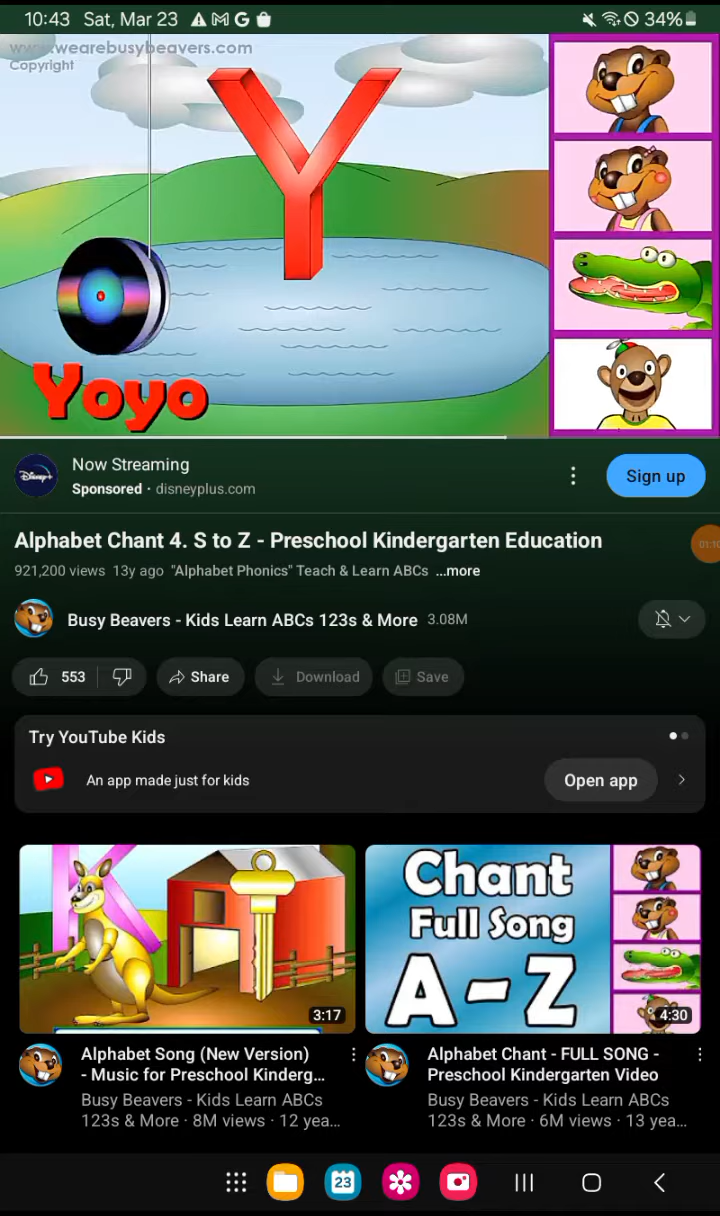 10:43 Sat, Mar 23 34%
www.wearebusybeavers.com
Copyright
Y
Yoyo
Disney+
Now Streaming
Sponsored · disneyplus.com
Sign up
Alphabet Chant 4. S to Z - Preschool Kindergarten Education
921,200 views 13y ago "Alphabet Phonics" Teach & Learn ABCs ...more
Busy Beavers - Kids Learn ABCs 123s & More 3.08M
553 Share Download Save
Try YouTube Kids
An app made just for kids
Open app
K
3:17
Chant
Full Song
A-Z
4:30
Alphabet Song (New Version)
- Music for Preschool Kinderg...
Busy Beavers - Kids Learn ABCs
123s & More · 8M views · 12 yea...
Alphabet Chant - FULL SONG -
Preschool Kindergarten Video
Busy Beavers - Kids Learn ABCs
123s & More · 6M views · 13 yea...
23